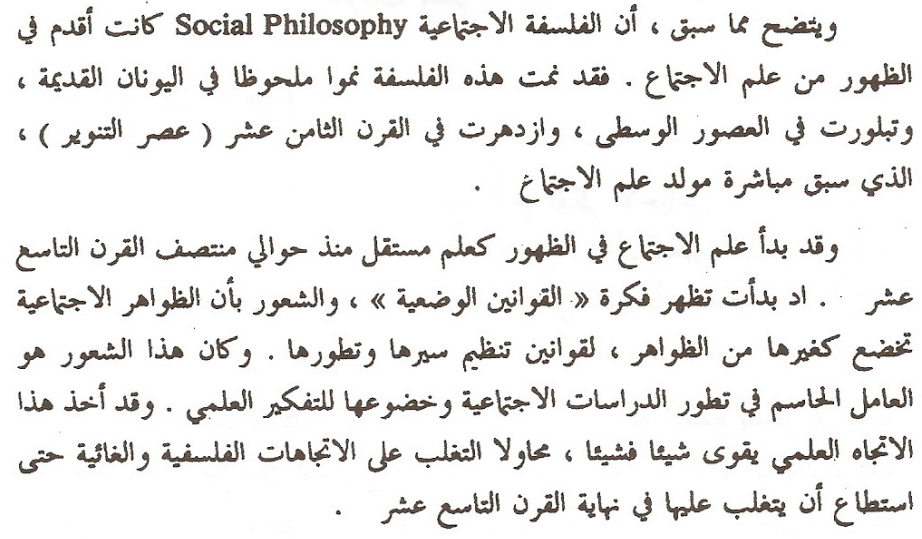 ويتضح مما سبق ، أن الفلسفة الاجتماعية Social Philosophy كانت أقدم في
الظهور من علم الاجتماع . فقد نمت هذه الفلسفة نموا ملحوظا في اليونان القديمة ،
وتبلورت في العصور الوسطى ، وازدهرت في القرن الثامن عشر ( عصر التنوير ) ،
الذي سبق مباشرة مولد علم الاجتماع .
وقد بدأ علم الاجتماع في الظهور كعلم مستقل منذ حوالي منتصف القرن التاسع
عشر . اد بدأت تظهر فكرة « القوانين الوضعية » ، والشعور بأن الظواهر الاجتماعية
تخضع كغيرها من الظواهر ، لقوانين تنظيم سيرها وتطورها . وكان هذا الشعور هو
العامل الحاسم في تطور الدراسات الاجتماعية وخضوعها للتفكير العلمي . وقد أخذ هذا
الاتجاه العلمي يقوى شيئا فشيئا ، محاولا التغلب على الاتجاهات الفلسفية والغائية حتى
استطاع أن يتغلب عليها في نهاية القرن التاسع عشر .